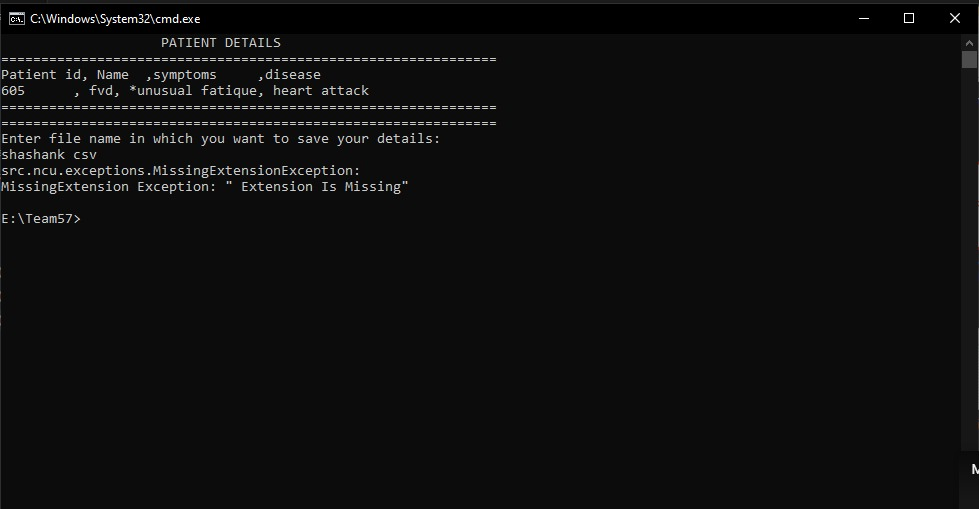 C:\Windows\System32\cmd.exe
PATIENT DETAILS
==============================================================
Patient id, Name  ,symptoms     ,disease
605      , fvd, *unusual fatique, heart attack
==============================================================
==============================================================
Enter file name in which you want to save your details:
shashank csv
src.ncu.exceptions.MissingExtensionException:
MissingExtension Exception: " Extension Is Missing"
E:\Team57>
M